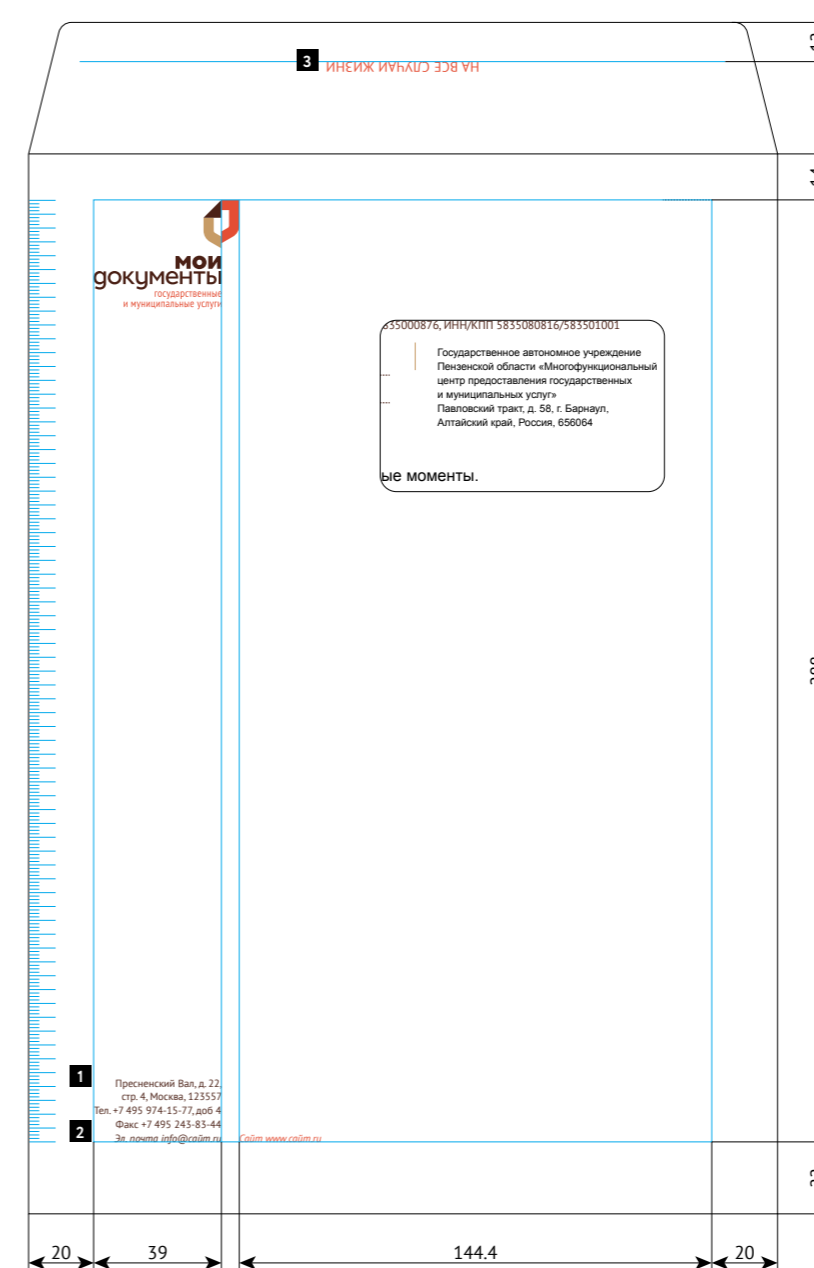 3
НА ВСЕ СЛУЧАИ ЖИЗНИ
мои
документы
государственные
и муниципальные услуги
35000876, ИНН/КПП 5835080816/583501001
Государственное автономное учреждение
Пензенской области «Многофункциональный
центр предоставления государственных
и муниципальных услуг»
Павловский тракт, д. 58, г. Барнаул,
Алтайский край, Россия, 656064
ые моменты.
1
Пресненский Вал, д. 22,
стр. 4, Москва, 123557
Тел. +7 495 974-15-77, доб 4
Факс +7 495 243-83-44
2
Эл. почта info@сайт.ru Сайт www.сайт.ru
20 39 144.4 20